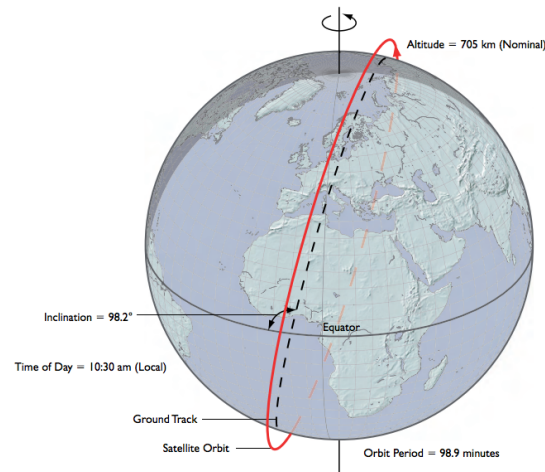 Altitude = 705 km (Nominal)
Inclination = 98.2°
Equator
Time of Day = 10:30 am (Local)
Ground Track
Satellite Orbit
Orbit Period = 98.9 minutes